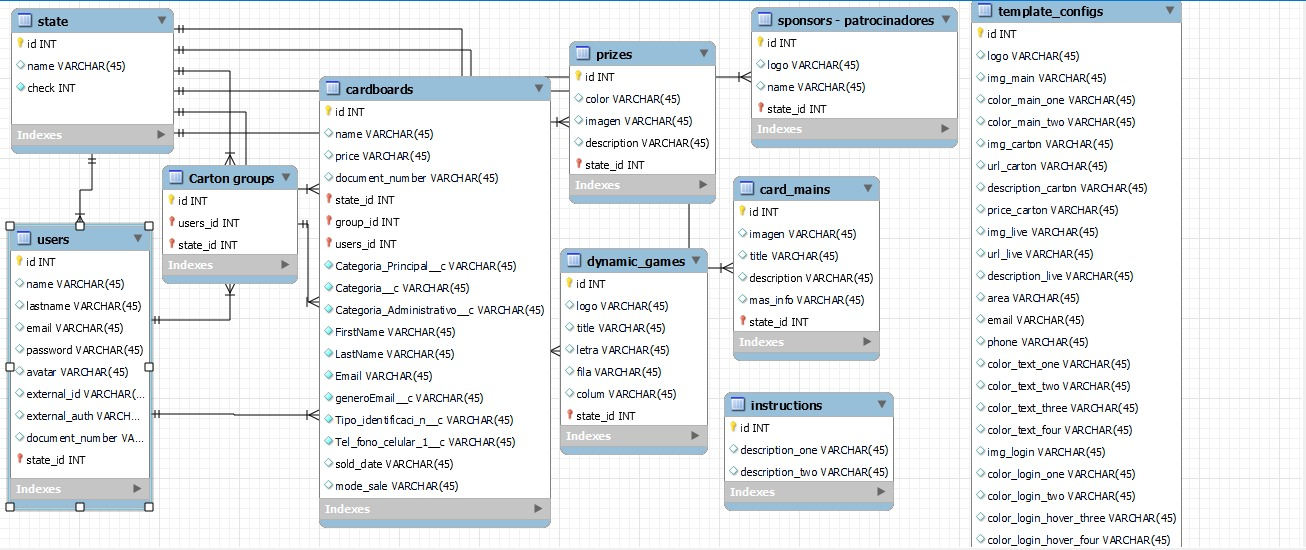 state
id INT
name VARCHAR(45)
check INT
Indexes
users
id INT
name VARCHAR(45)
lastname VARCHAR(45)
email VARCHAR(45)
password VARCHAR(45)
avatar VARCHAR(45)
external_id VARCHAR(...
external_auth VARCH...
document_number VA...
state_id INT
Indexes
Carton groups
id INT
users_id INT
state_id INT
Indexes
cardboards
id INT
name VARCHAR(45)
price VARCHAR(45)
document_number VARCHAR(45)
state_id INT
group_id INT
users_id INT
Categoria_Principal__c VARCHAR(45)
Categoria__c VARCHAR(45)
Categoria_Administrativo__c VARCHAR(45)
FirstName VARCHAR(45)
LastName VARCHAR(45)
Email VARCHAR(45)
generoEmail__c VARCHAR(45)
Tipo_identificaci_n__c VARCHAR(45)
Tel_fono_celular_1__c VARCHAR(45)
sold_date VARCHAR(45)
mode_sale VARCHAR(45)
Indexes
prizes
id INT
color VARCHAR(45)
imagen VARCHAR(45)
description VARCHAR(45)
state_id INT
Indexes
dynamic_games
id INT
logo VARCHAR(45)
title VARCHAR(45)
letra VARCHAR(45)
fila VARCHAR(45)
colum VARCHAR(45)
state_id INT
Indexes
sponsors - patrocinadores
id INT
logo VARCHAR(45)
name VARCHAR(45)
state_id INT
Indexes
card_mains
id INT
imagen VARCHAR(45)
title VARCHAR(45)
description VARCHAR(45)
mas_info VARCHAR(45)
state_id INT
Indexes
instructions
id INT
description_one VARCHAR(45)
description_two VARCHAR(45)
Indexes
template_configs
id INT
logo VARCHAR(45)
img_main VARCHAR(45)
color_main_one VARCHAR(45)
color_main_two VARCHAR(45)
img_carton VARCHAR(45)
url_carton VARCHAR(45)
description_carton VARCHAR(45)
price_carton VARCHAR(45)
img_live VARCHAR(45)
url_live VARCHAR(45)
description_live VARCHAR(45)
area VARCHAR(45)
email VARCHAR(45)
phone VARCHAR(45)
color_text_one VARCHAR(45)
color_text_two VARCHAR(45)
color_text_three VARCHAR(45)
color_text_four VARCHAR(45)
img_login VARCHAR(45)
color_login_one VARCHAR(45)
color_login_two VARCHAR(45)
color_login_hover_three VARCHAR(45)
color_login_hover_four VARCHAR(45)